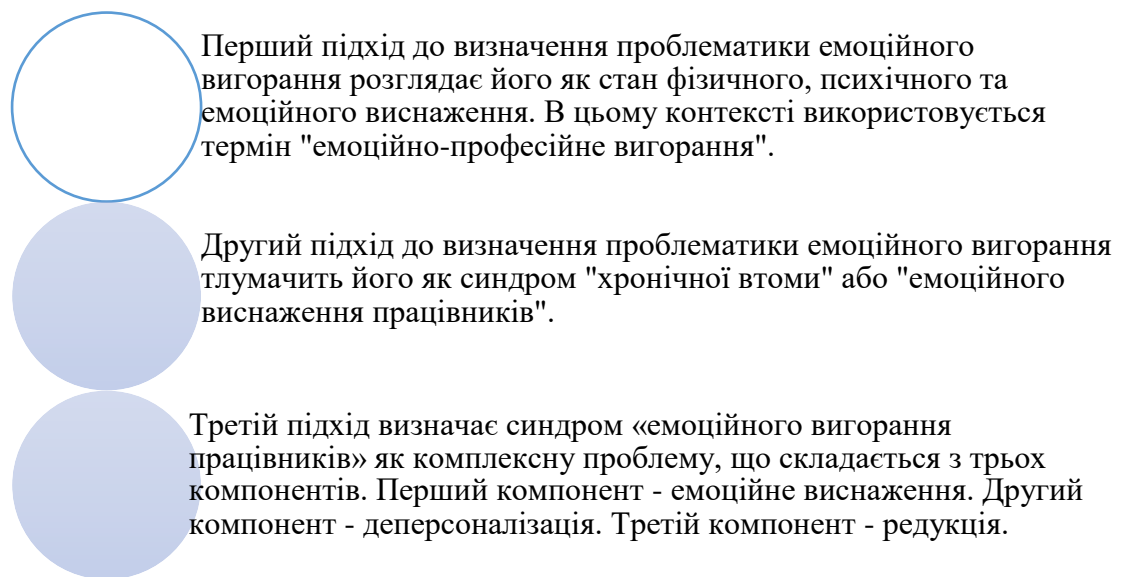 Перший підхід до визначення проблематики емоційного
вигорання розглядає його як стан фізичного, психічного та
емоційного виснаження. В цьому контексті використовується
термін "емоційно-професійне вигорання".
Другий підхід до визначення проблематики емоційного вигорання
тлумачить його як синдром "хронічної втоми" або "емоційного
виснаження працівників".
Третій підхід визначає синдром «емоційного вигорання
працівників» як комплексну проблему, що складається з трьох
компонентів. Перший компонент - емоційне виснаження. Другий
компонент - деперсоналізація. Третій компонент - редукція.